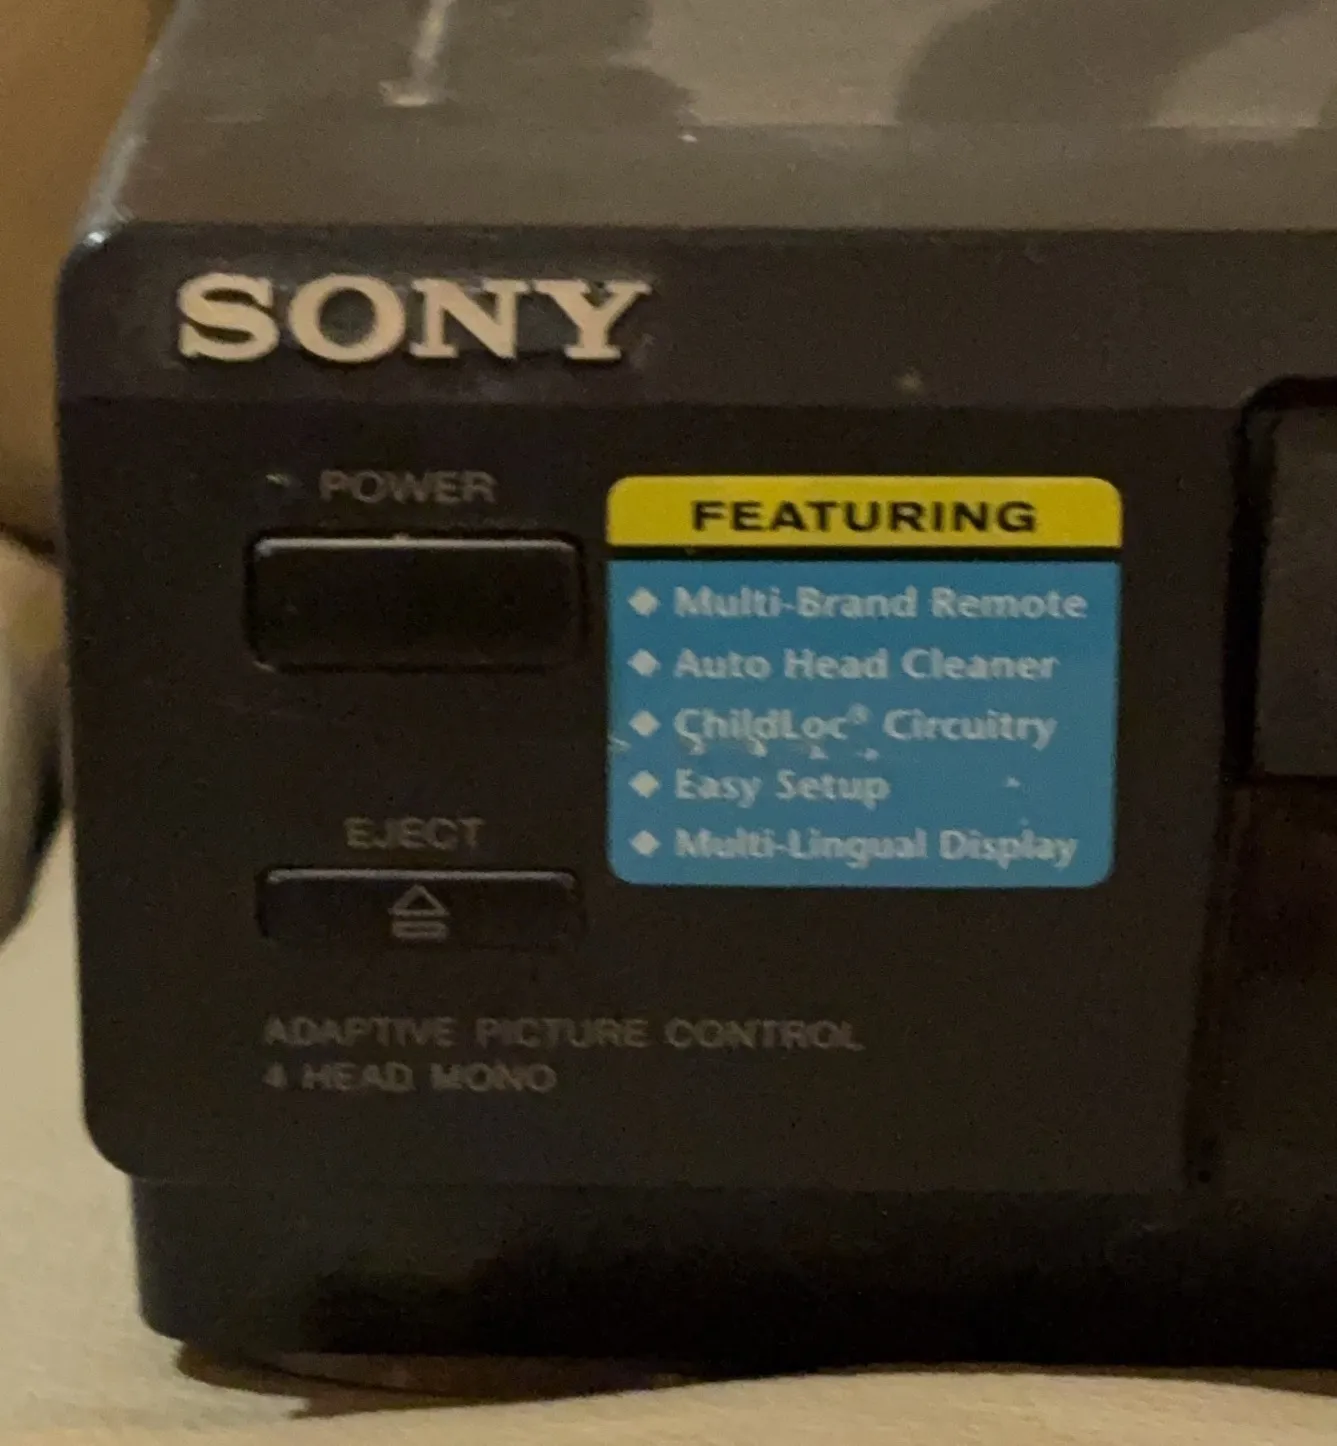 SONY
POWER
FEATURING
◆ Multi-Brand Remote
◆ Auto Head Cleaner
◆ ChildLoc® Circuitry
◆ Easy Setup
◆ Multi-Lingual Display
EJECT
ADAPTIVE PICTURE CONTROL
4 HEAD MONO